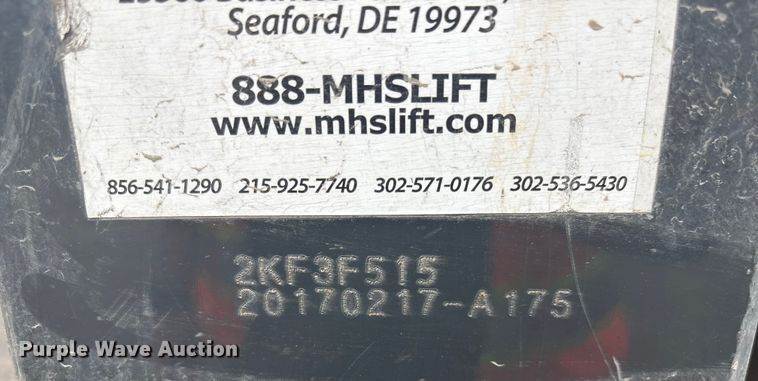 Seaford, DE 19973
888-MHSLIFT
www.mhslift.com
856-541-1290 215-925-7740 302-571-0176 302-536-5430
2KF3F515
20170217-A175
Purple Wave Auction